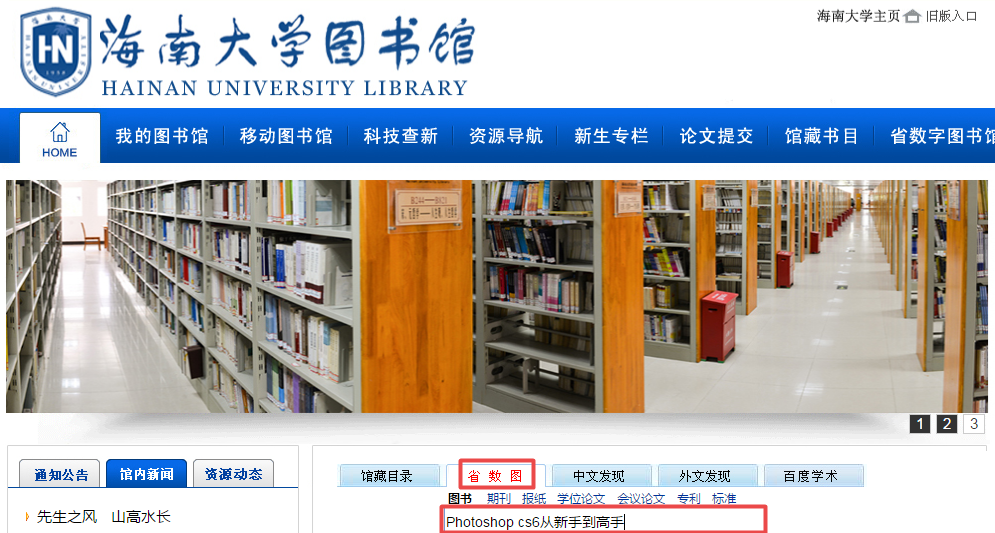 海南大学主页 旧版入口
海南大学图书馆
HAINAN UNIVERSITY LIBRARY
HN
HOME 我的图书馆 移动图书馆 科技查新 资源导航 新生专栏 论文提交 馆藏书目 省数字图书馆
1 2 3
通知公告 馆内新闻 资源动态
馆藏目录 省数图 中文发现 外文发现 百度学术
图书 期刊 报纸 学位论文 会议论文 专利 标准
先生之风 山高水长
Photoshop cs6从新手到高手